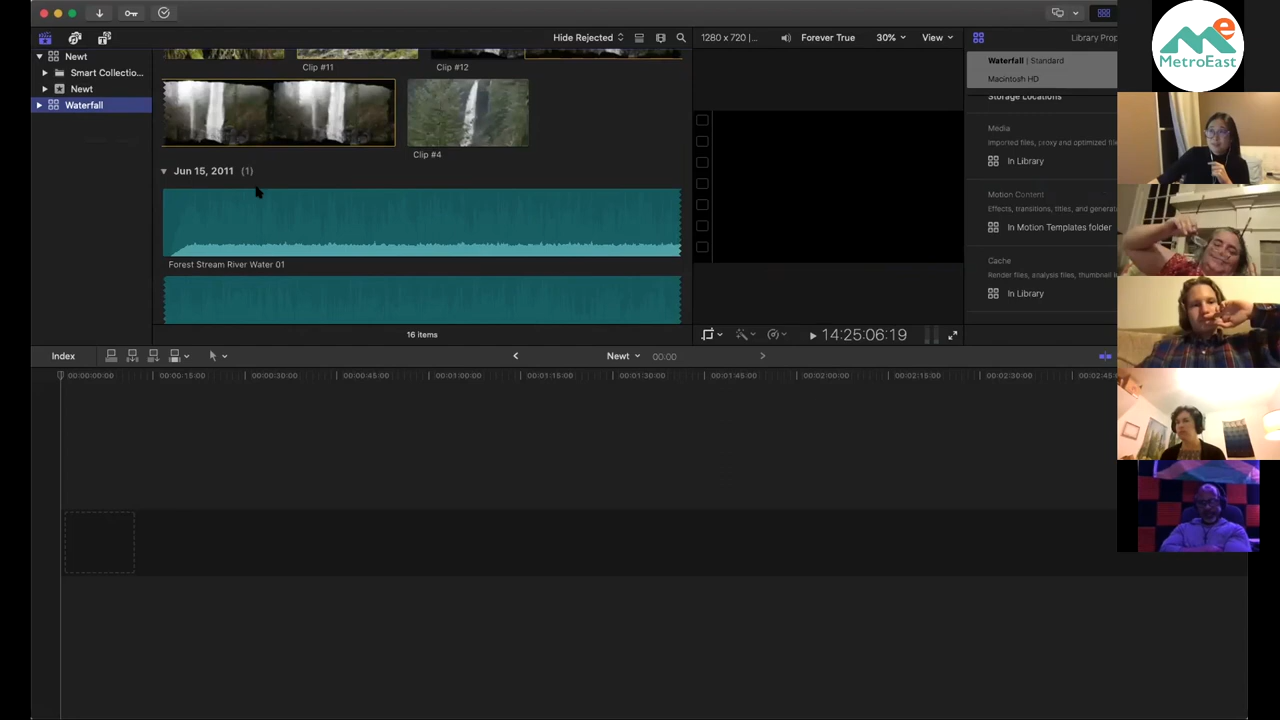 Hide Rejected
1280 x 720 |...
Forever True
30%
View
Library Prop
Newt
Smart Collectio...
Newt
Waterfall
Clip #11
Clip #12
Clip #4
Jun 15, 2011 (1)
Forest Stream River Water 01
16 items
14:25:06:19
Waterfall | Standard
Macintosh HD
Storage Locations
Media
Imported files, proxy and optimized
In Library
Motion Content
Effects, transitions, titles, and
In Motion Templates folder
Cache
Render files, analysis files, thumbnail
In Library
Index
Newt
00:00
00:00:00:00
00:00:15:00
00:00:30:00
00:00:45:00
00:01:00:00
00:01:15:00
00:01:30:00
00:01:45:00
00:02:00:00
00:02:15:00
00:02:30:00
00:02:45:0
e
MetroEast